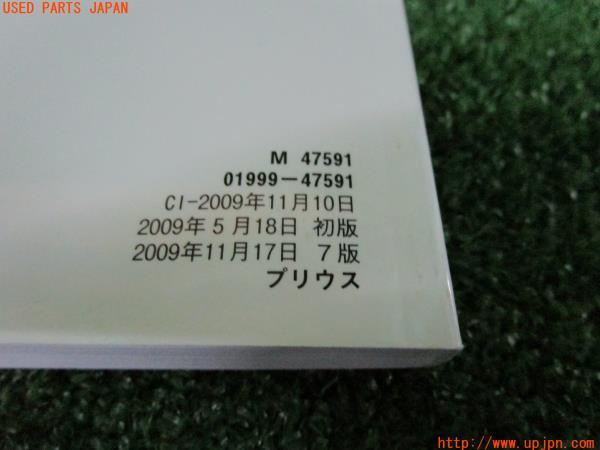 USED PARTS JAPAN
M 47591
01999-47591
CI-2009年11月10日
2009年5月18日 初版
2009年11月17日 7版
プリウス
http://www.upjpn.com/